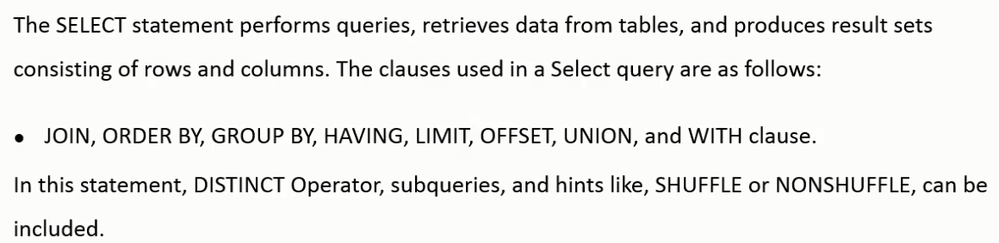 The SELECT statement performs queries, retrieves data from tables, and produces result sets
consisting of rows and columns. The clauses used in a Select query are as follows:
• JOIN, ORDER BY, GROUP BY, HAVING, LIMIT, OFFSET, UNION, and WITH clause.
In this statement, DISTINCT Operator, subqueries, and hints like, SHUFFLE or NONSHUFFLE, can be
included.